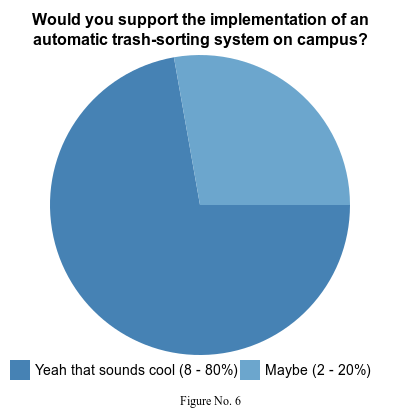 Would you support the implementation of an
automatic trash-sorting system on campus?
Yeah that sounds cool (8 - 80%) Maybe (2 - 20%)
Figure No. 6